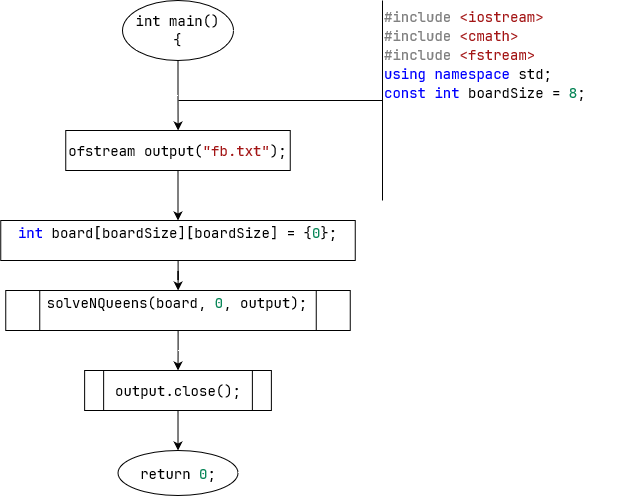 int main()
{
#include <iostream>
#include <cmath>
#include <fstream>
using namespace std;
const int boardSize = 8;
ofstream output("fb.txt");
int board[boardSize][boardSize] = {0};
solveNQueens(board, 0, output);
output.close();
return 0;